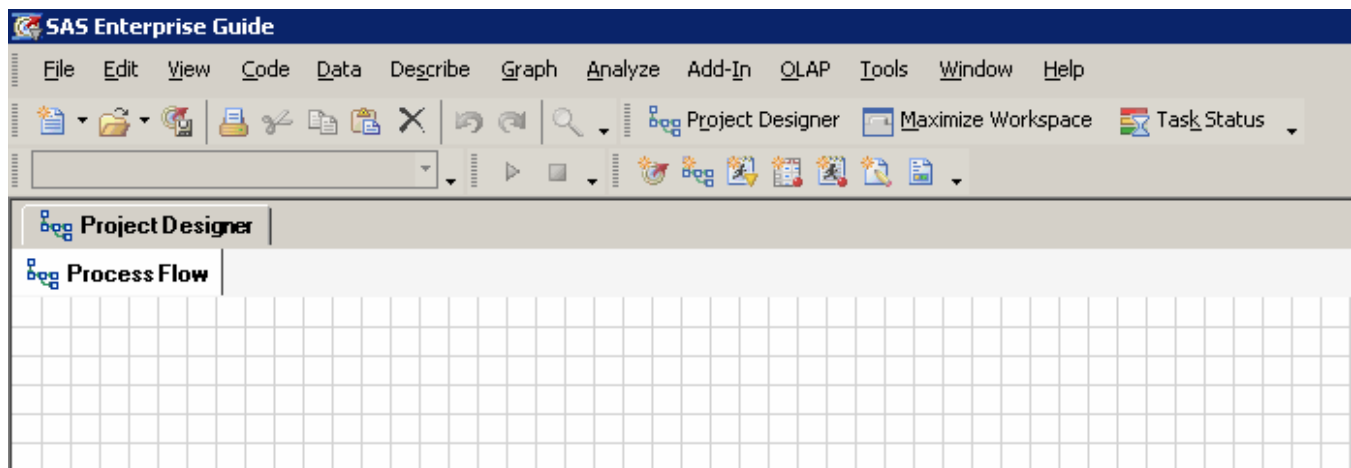 SAS Enterprise Guide
File Edit View Code Data Describe Graph Analyze Add-In OLAP Tools Window Help
Project Designer Maximize Workspace Task Status
Project Designer
Process Flow